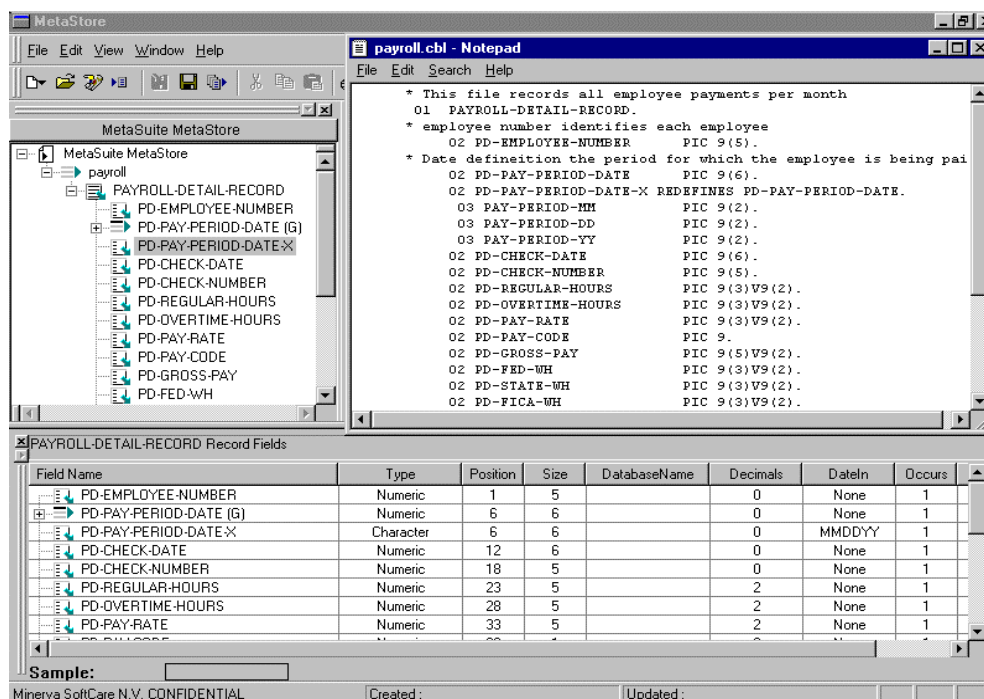 MetaStore
File Edit View Window Help
MetaSuite MetaStore
MetaSuite MetaStore
payroll
PAYROLL-DETAIL-RECORD
PD-EMPLOYEE-NUMBER
PD-PAY-PERIOD-DATE (G)
PD-PAY-PERIOD-DATE-X
PD-CHECK-DATE
PD-CHECK-NUMBER
PD-REGULAR-HOURS
PD-OVERTIME-HOURS
PD-PAY-RATE
PD-PAY-CODE
PD-GROSS-PAY
PD-FED-WH
payroll.cbl - Notepad
File Edit Search Help
* This file records all employee payments per month
01 PAYROLL-DETAIL-RECORD.
* employee number identifies each employee
02 PD-EMPLOYEE-NUMBER PIC 9(5).
* Date defineition the period for which the employee is being pai
02 PD-PAY-PERIOD-DATE PIC 9(6).
02 PD-PAY-PERIOD-DATE-X REDEFINES PD-PAY-PERIOD-DATE.
03 PAY-PERIOD-MM PIC 9(2).
03 PAY-PERIOD-DD PIC 9(2).
03 PAY-PERIOD-YY PIC 9(2).
02 PD-CHECK-DATE PIC 9(6).
02 PD-CHECK-NUMBER PIC 9(5).
02 PD-REGULAR-HOURS PIC 9(3)V9(2).
02 PD-OVERTIME-HOURS PIC 9(3)V9(2).
02 PD-PAY-RATE PIC 9(3)V9(2).
02 PD-PAY-CODE PIC 9.
02 PD-GROSS-PAY PIC 9(5)V9(2).
02 PD-FED-WH PIC 9(3)V9(2).
02 PD-STATE-WH PIC 9(3)V9(2).
02 PD-FICA-WH PIC 9(3)V9(2).
PAYROLL-DETAIL-RECORD Record Fields
Field Name Type Position Size DatabaseName Decimals DateIn Occurs
PD-EMPLOYEE-NUMBER Numeric 1 5 0 None 1
PD-PAY-PERIOD-DATE (G) Numeric 6 6 0 None 1
PD-PAY-PERIOD-DATE-X Character 6 6 0 MMDDYY 1
PD-CHECK-DATE Numeric 12 6 0 None 1
PD-CHECK-NUMBER Numeric 18 5 0 None 1
PD-REGULAR-HOURS Numeric 23 5 2 None 1
PD-OVERTIME-HOURS Numeric 28 5 2 None 1
PD-PAY-RATE Numeric 33 5 2 None 1
Sample:
Minerva SoftCare N.V. CONFIDENTIAL Created : Updated :